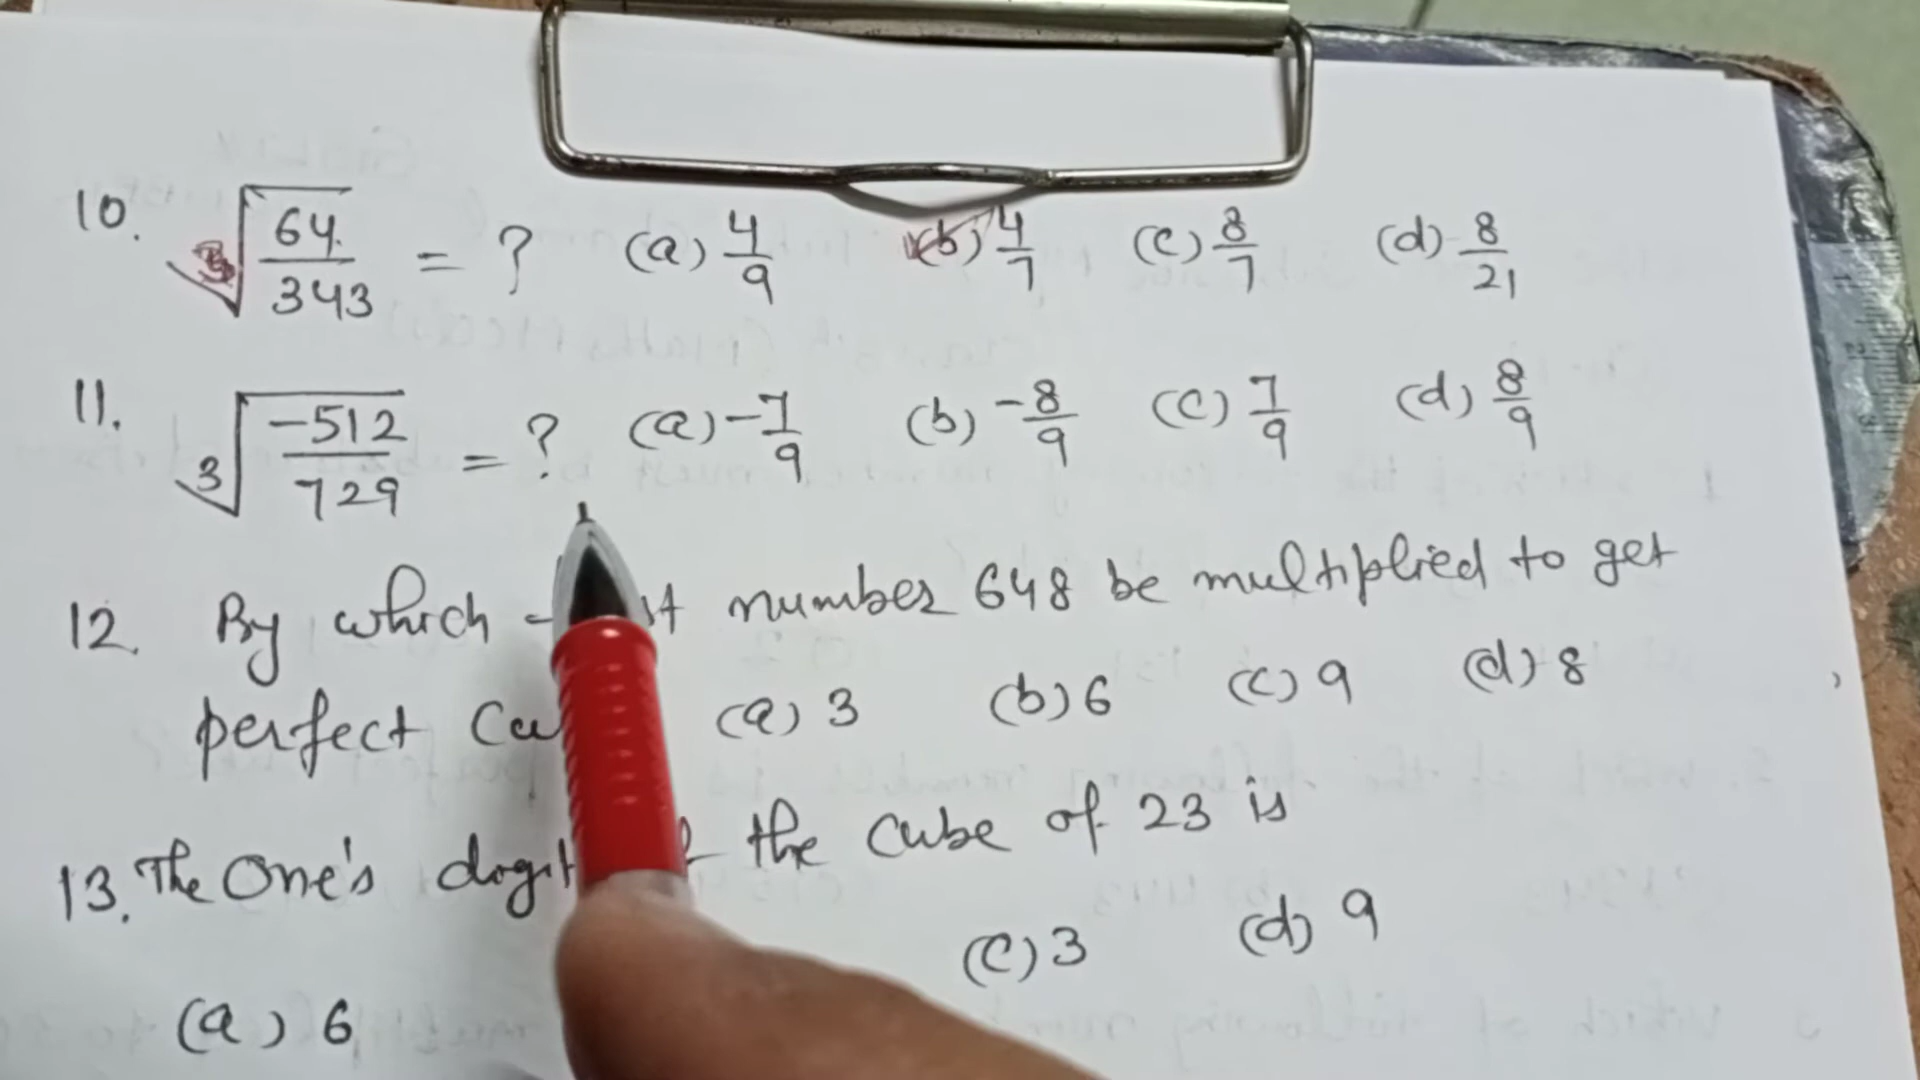 10. ∛(64/343) = ? (a) 4/9 (b) 4/7 (c) 8/7 (d) 8/21
11. ∛(-512/729) = ? (a) -7/9 (b) -8/9 (c) 7/9 (d) 8/9
12. By which number 648 be multiplied to get
perfect (a) 3 (b) 6 (c) 9 (d) 8
13. The One's the cube of 23 is
(a) 6 (c) 3 (d) 9